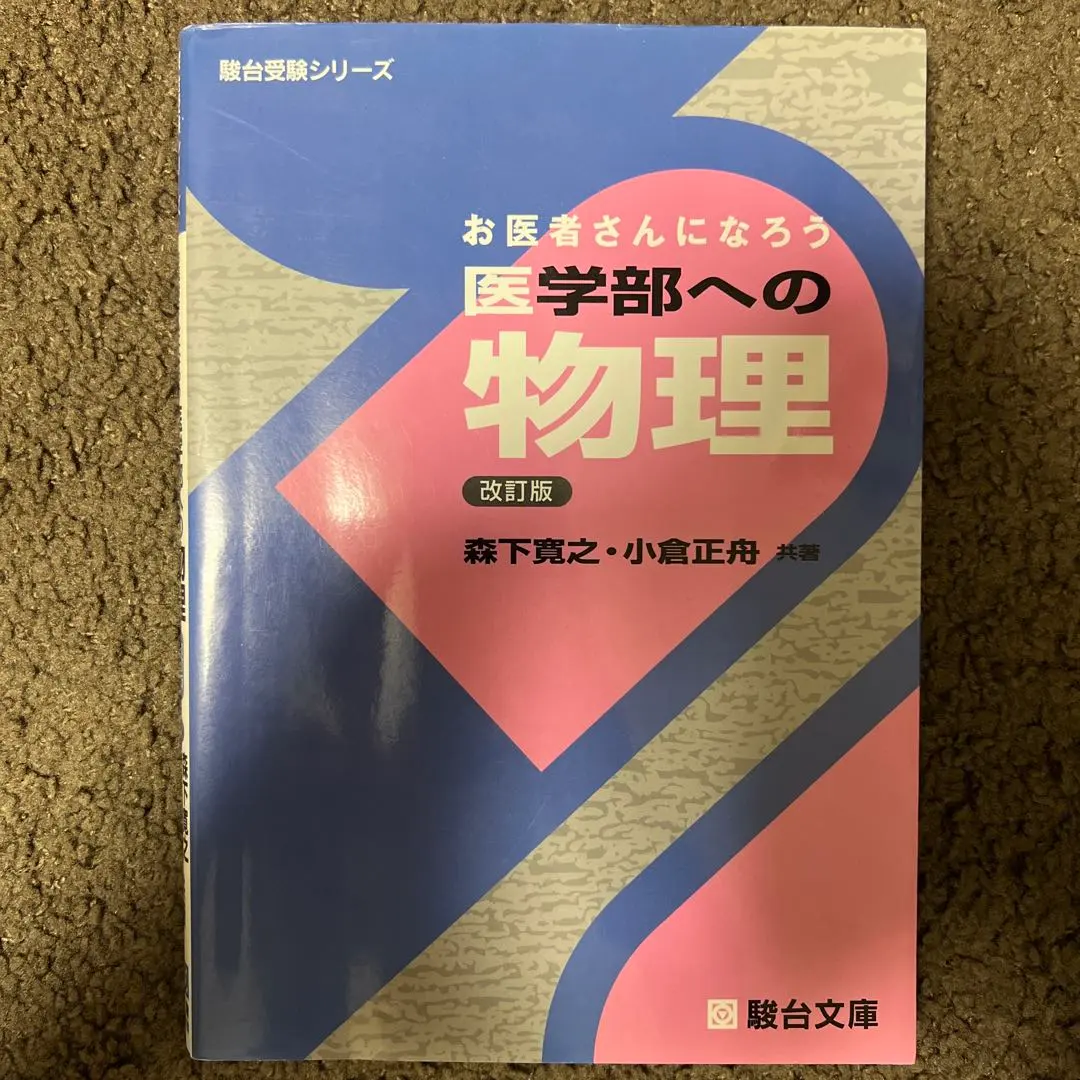 駿台受験シリーズ
お医者さんになろう
医学部への
物理
改訂版
森下寛之・小倉正舟 共著
駿台文庫